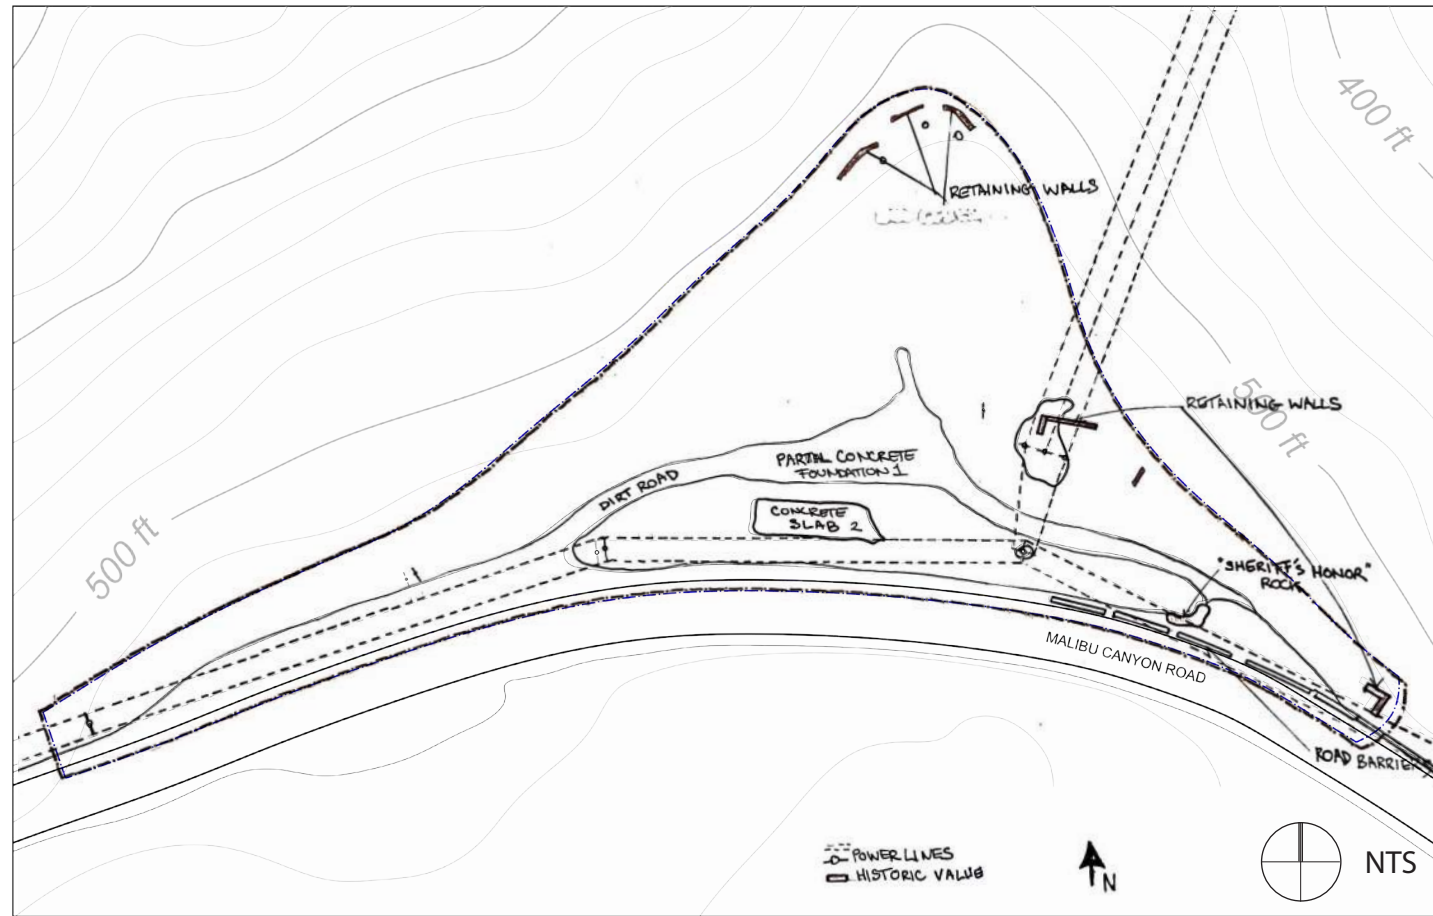 400 ft
RETAINING WALLS
500 ft
RETAINING WALLS
PARTIAL CONCRETE
FOUNDATION 1
DIRT ROAD
CONCRETE
SLAB 2
500 ft
"SHERIFF'S HONOR"
ROCK
MALIBU CANYON ROAD
ROAD BARRIERS
POWER LINES
HISTORIC VALUE
N
NTS